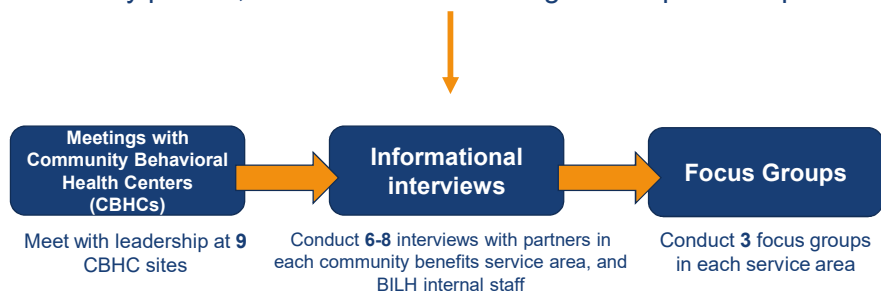 Meetings with
Community Behavioral
Health Centers
(CBHCs)
Meet with leadership at 9
CBHC sites
Informational
interviews
Conduct 6-8 interviews with partners in
each community benefits service area, and
BILH internal staff
Focus Groups
Conduct 3 focus groups
in each service area